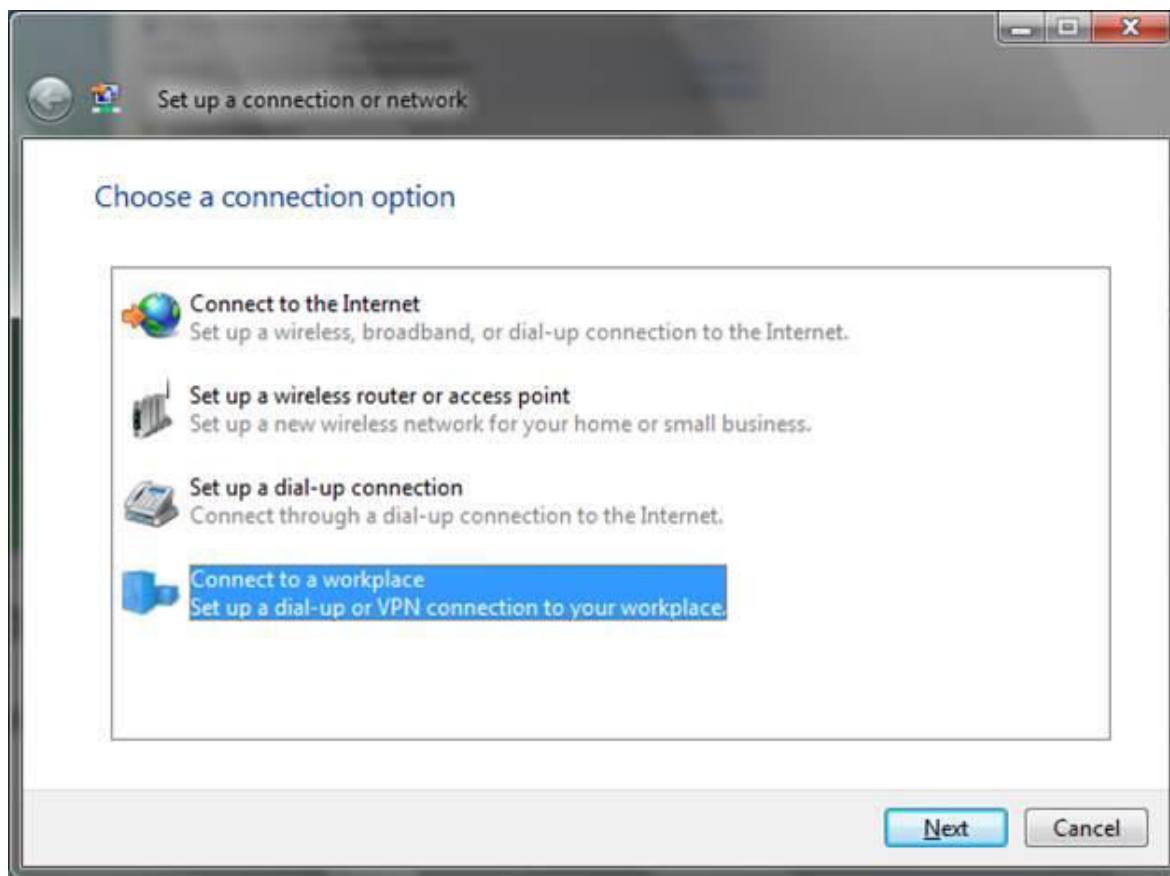 Set up a connection or network
Choose a connection option
Connect to the Internet
Set up a wireless, broadband, or dial-up connection to the Internet.
Set up a wireless router or access point
Set up a new wireless network for your home or small business.
Set up a dial-up connection
Connect through a dial-up connection to the Internet.
Connect to a workplace
Set up a dial-up or VPN connection to your workplace.
Next
Cancel